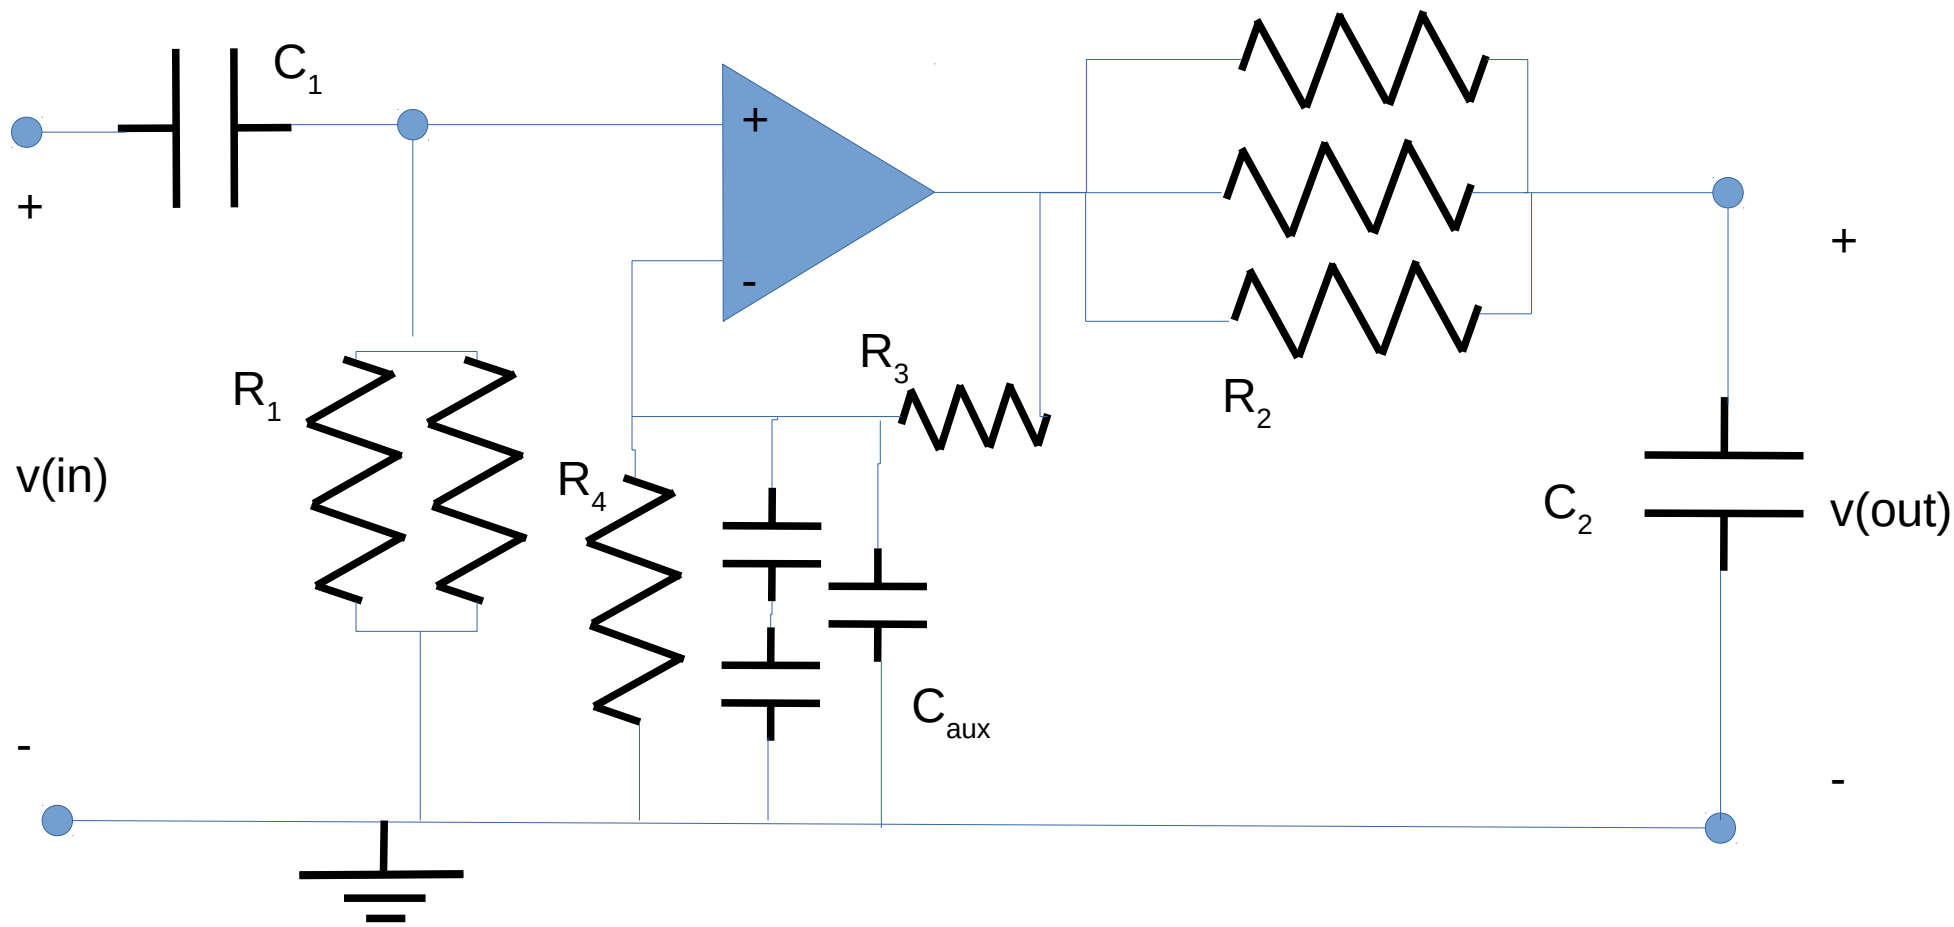 C1
+
+
-
+
R3
R1
R2
R4
v(in)
C2
v(out)
Caux
-
-